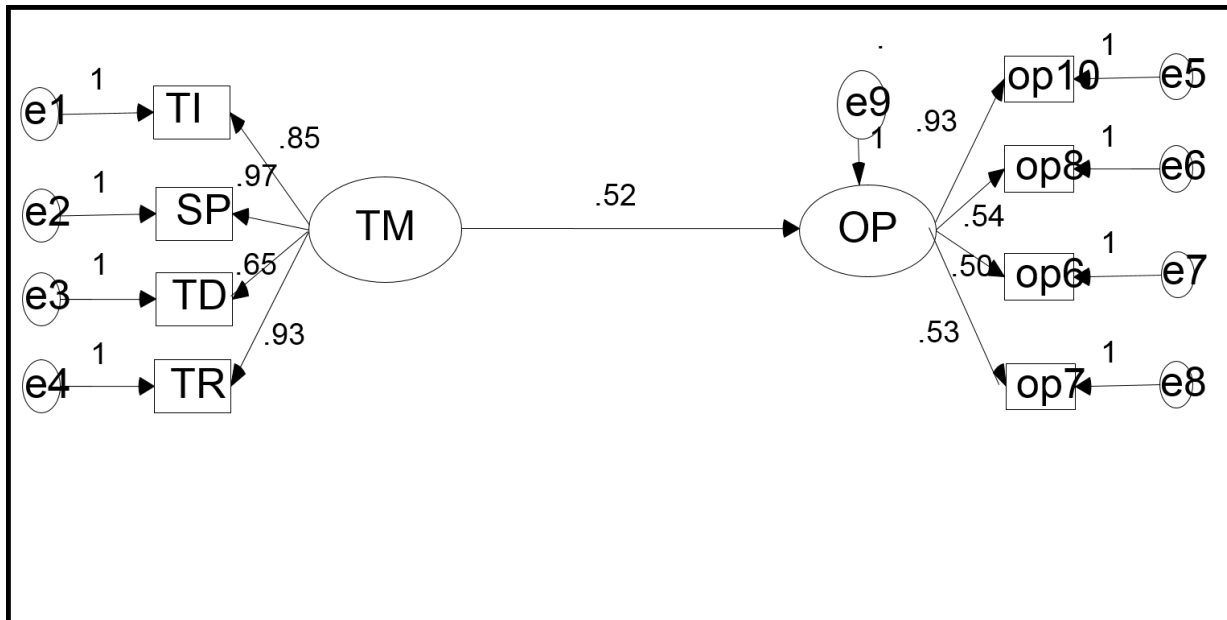 e1
1
TI
.85
e2
1
SP
.97
e3
1
TD
.65
e4
1
TR
.93
TM
.52
e9
1
OP
.93
op10
1
e5
.54
op8
1
e6
.50
op6
1
e7
.53
op7
1
e8